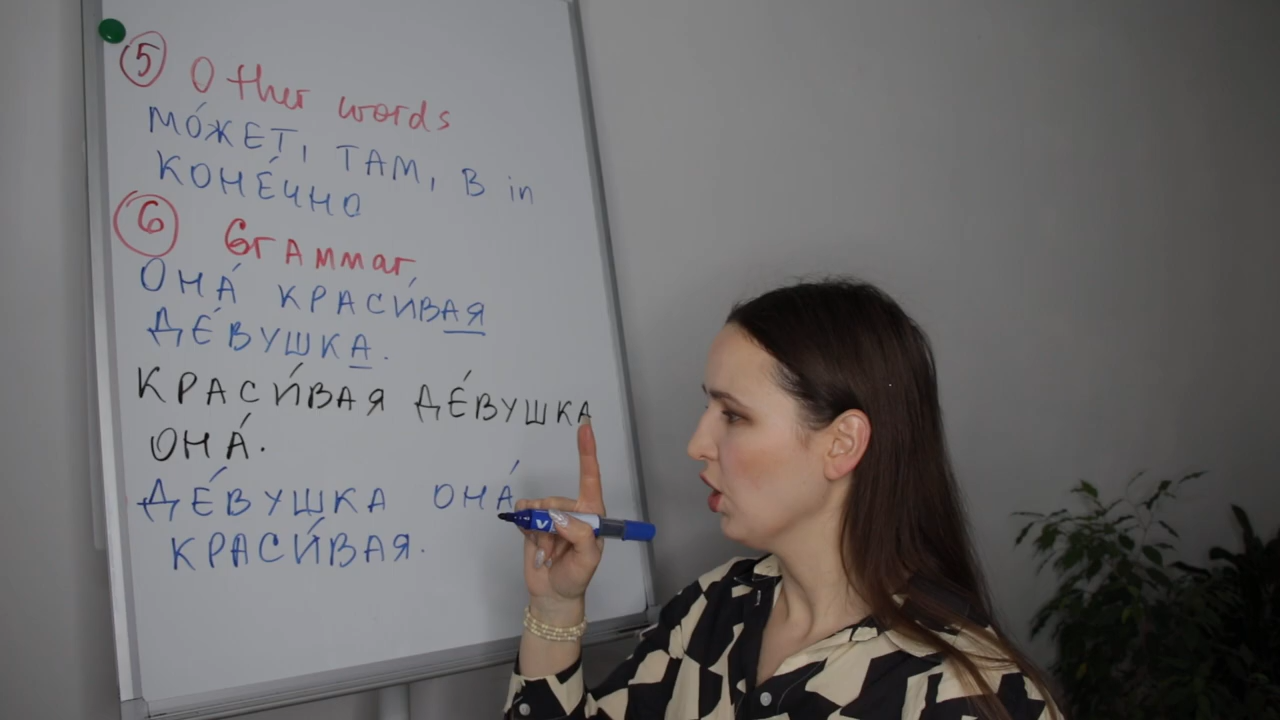 5 Other words
МО́ЖЕТ, ТАМ, В in
КОНЕ́ЧНО
6 Grammar
ОНА́ КРАСИ́ВАЯ
ДЕ́ВУШКА.
КРАСИ́ВАЯ ДЕ́ВУШКА
ОНА́.
ДЕ́ВУШКА ОНА́
КРАСИ́ВАЯ.